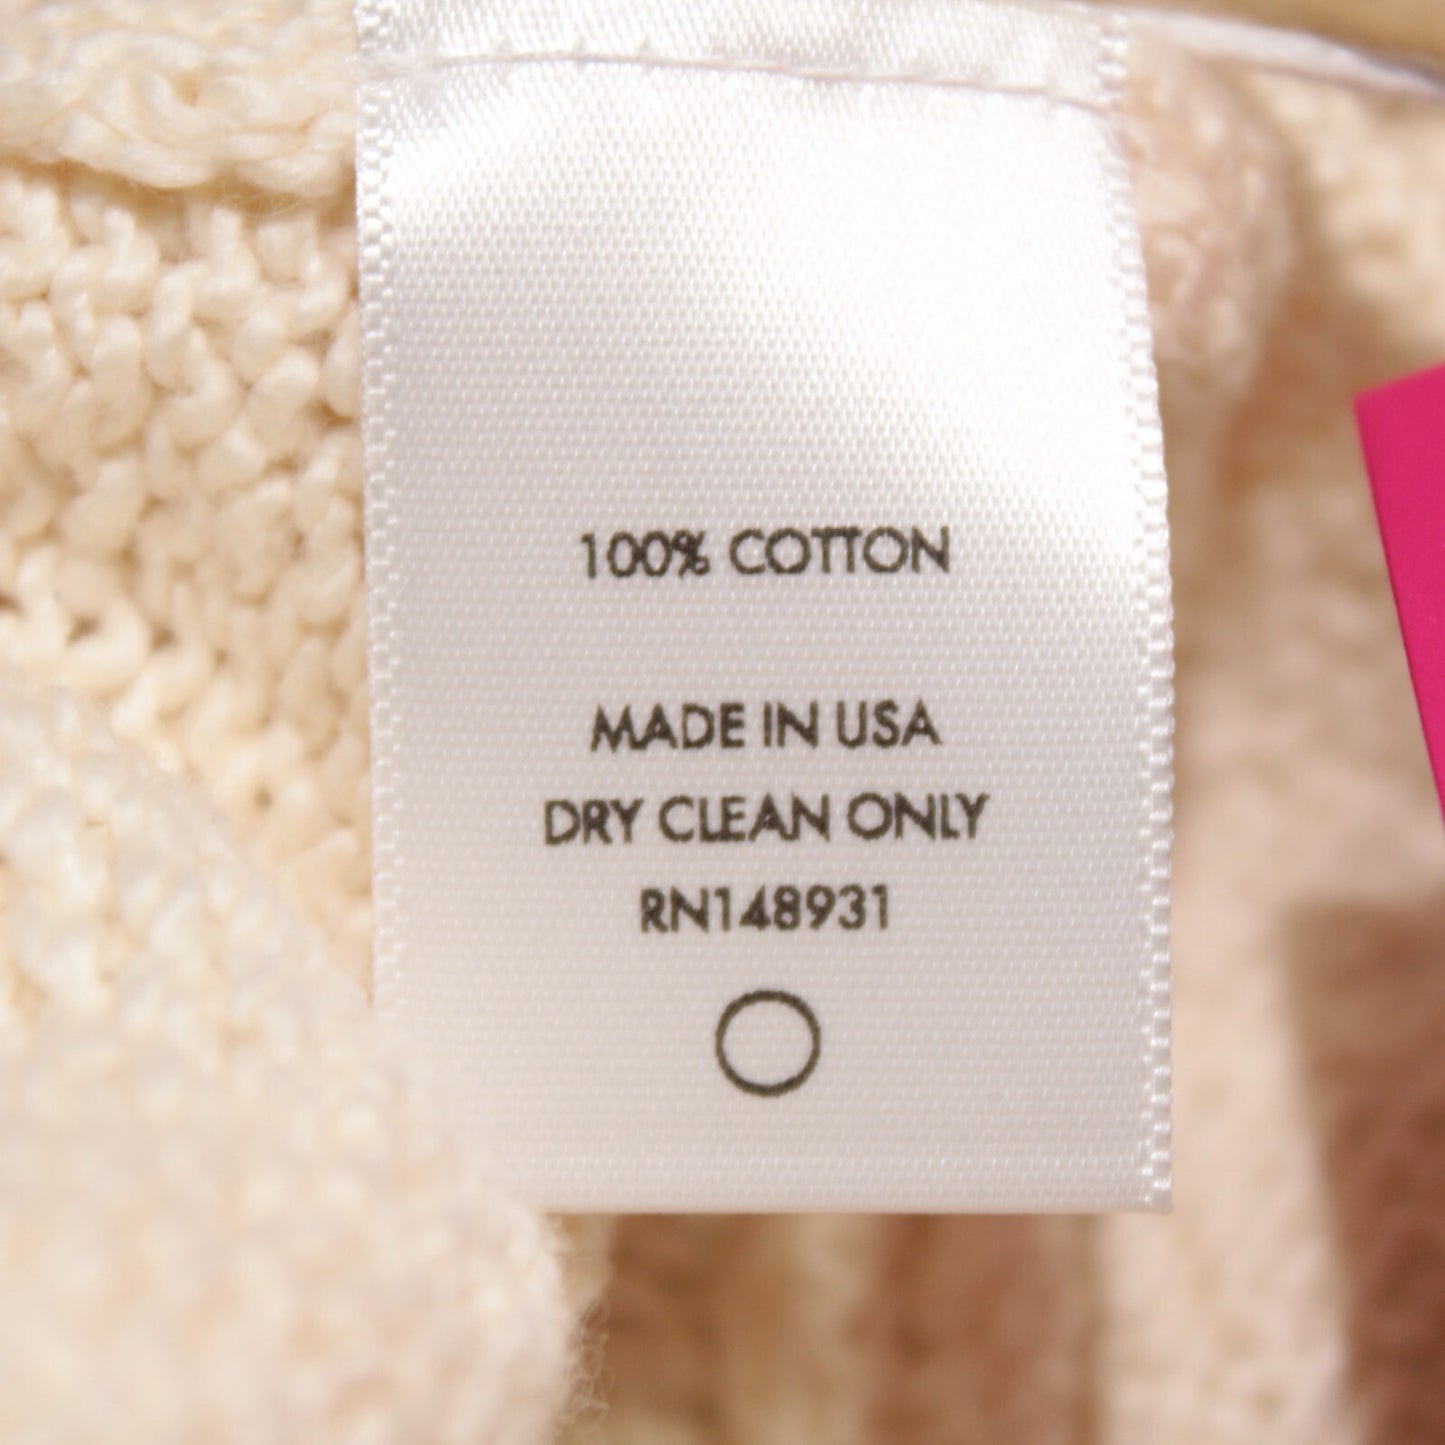 100% COTTON
MADE IN USA
DRY CLEAN ONLY
RN148931